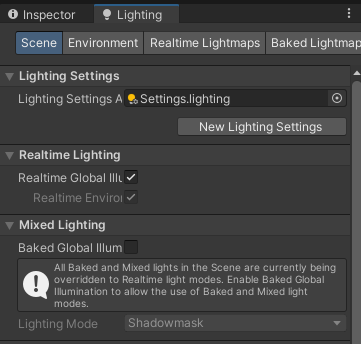 Inspector
Lighting
Scene
Environment
Realtime Lightmaps
Baked Lightmap
Lighting Settings
Lighting Settings A
Settings.lighting
New Lighting Settings
Realtime Lighting
Realtime Global Illu
Realtime Enviro
Mixed Lighting
Baked Global Illum
All Baked and Mixed lights in the Scene are currently being
overridden to Realtime light modes. Enable Baked Global
Illumination to allow the use of Baked and Mixed light
modes.
Lighting Mode
Shadowmask